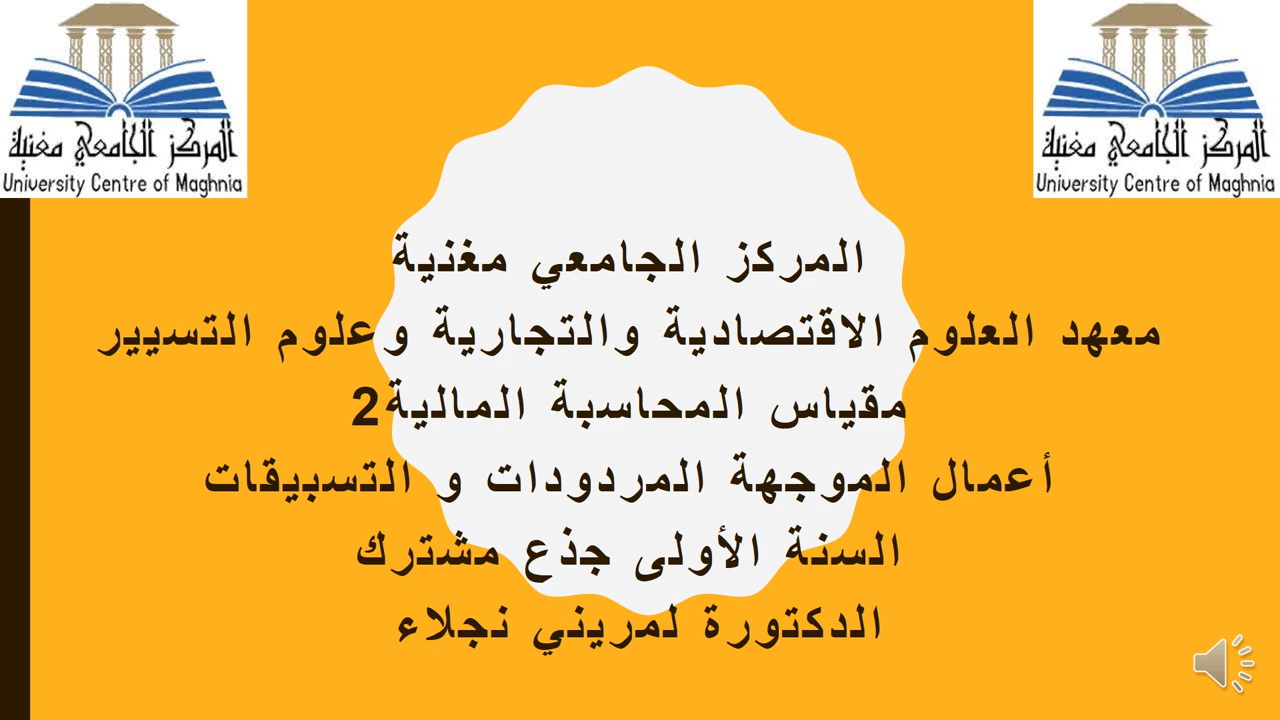 المركز الجامعي مغنية
University Centre of Maghnia
المركز الجامعي مغنية
University Centre of Maghnia
المركز الجامعي مغنية
معهد العلوم الاقتصادية والتجارية وعلوم التسيير
مقياس المحاسبة المالية2
أعمال الموجهة المردودات و التسبيقات
السنة الأولى جذع مشترك
الدكتورة لمريني نجلاء